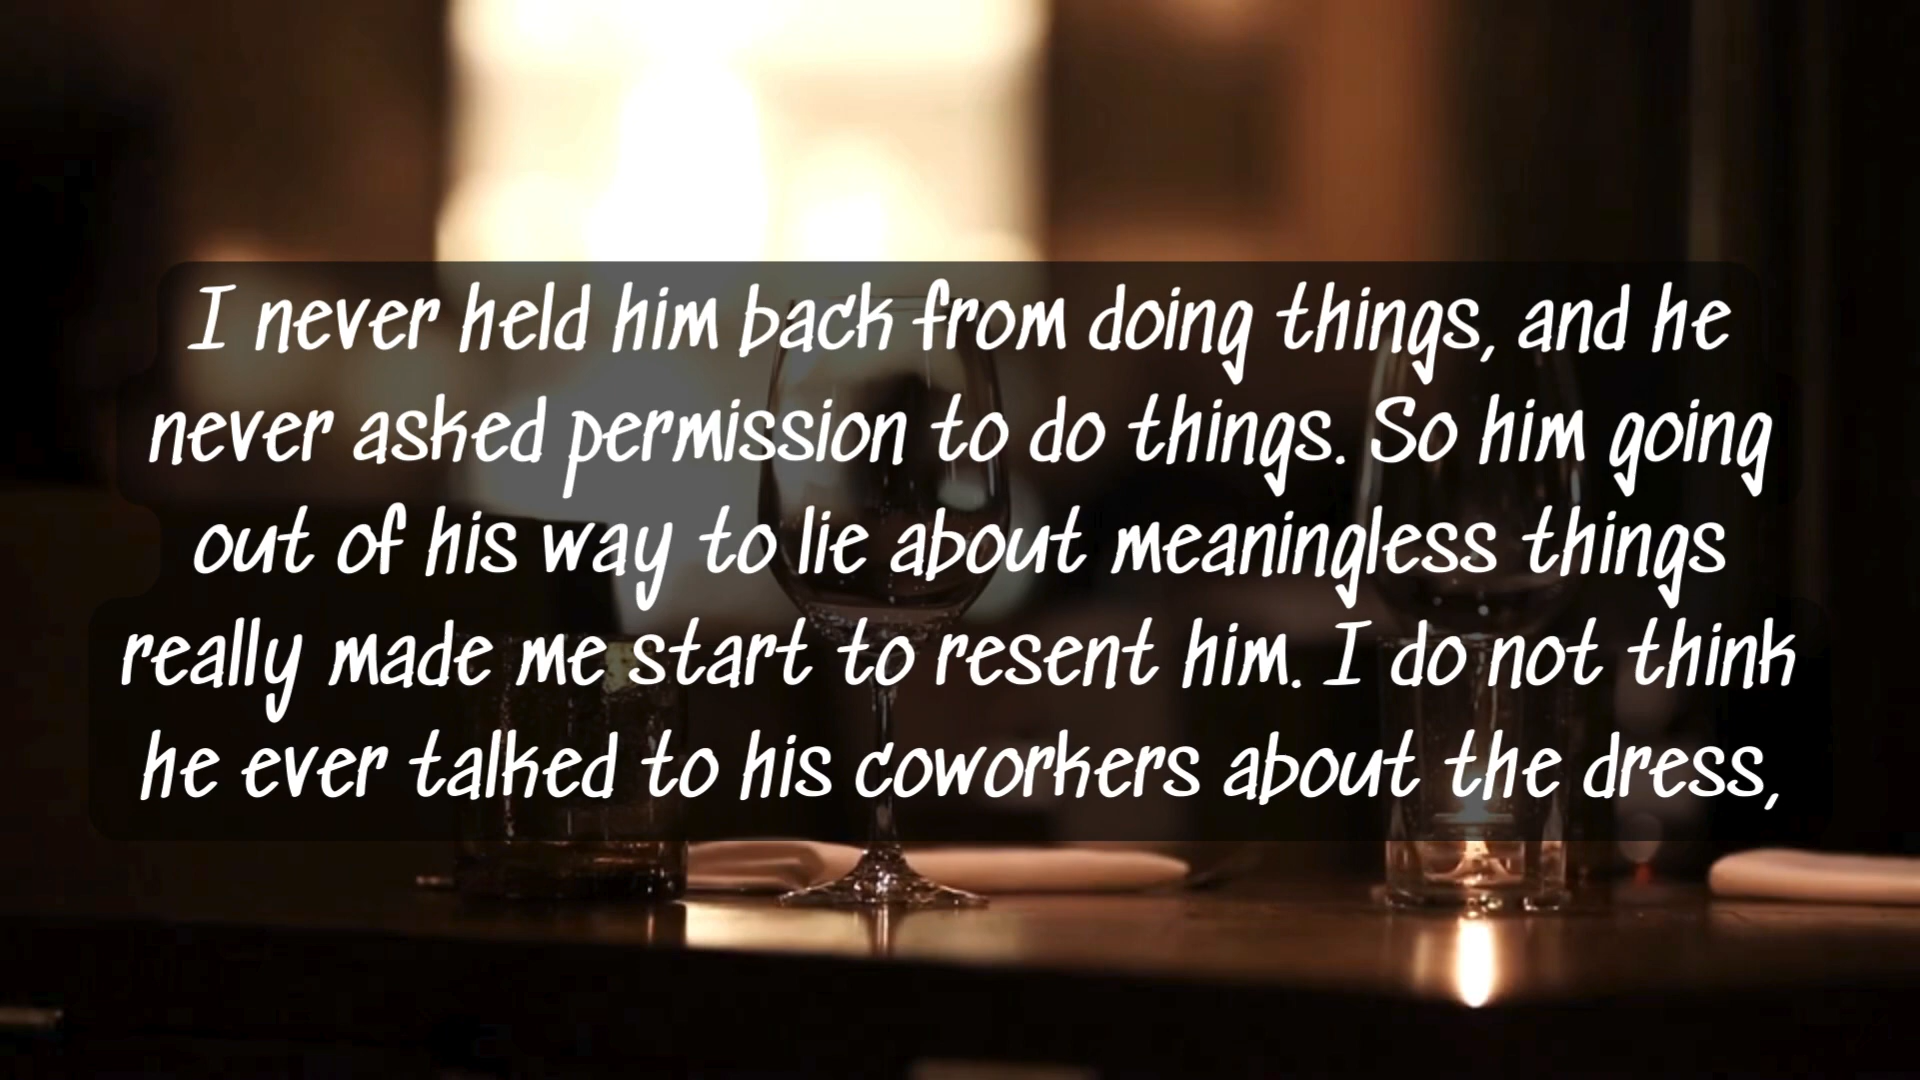 I never held him back from doing things, and he
never asked permission to do things. So him going
out of his way to lie about meaningless things
really made me start to resent him. I do not think
he ever talked to his coworkers about the dress,